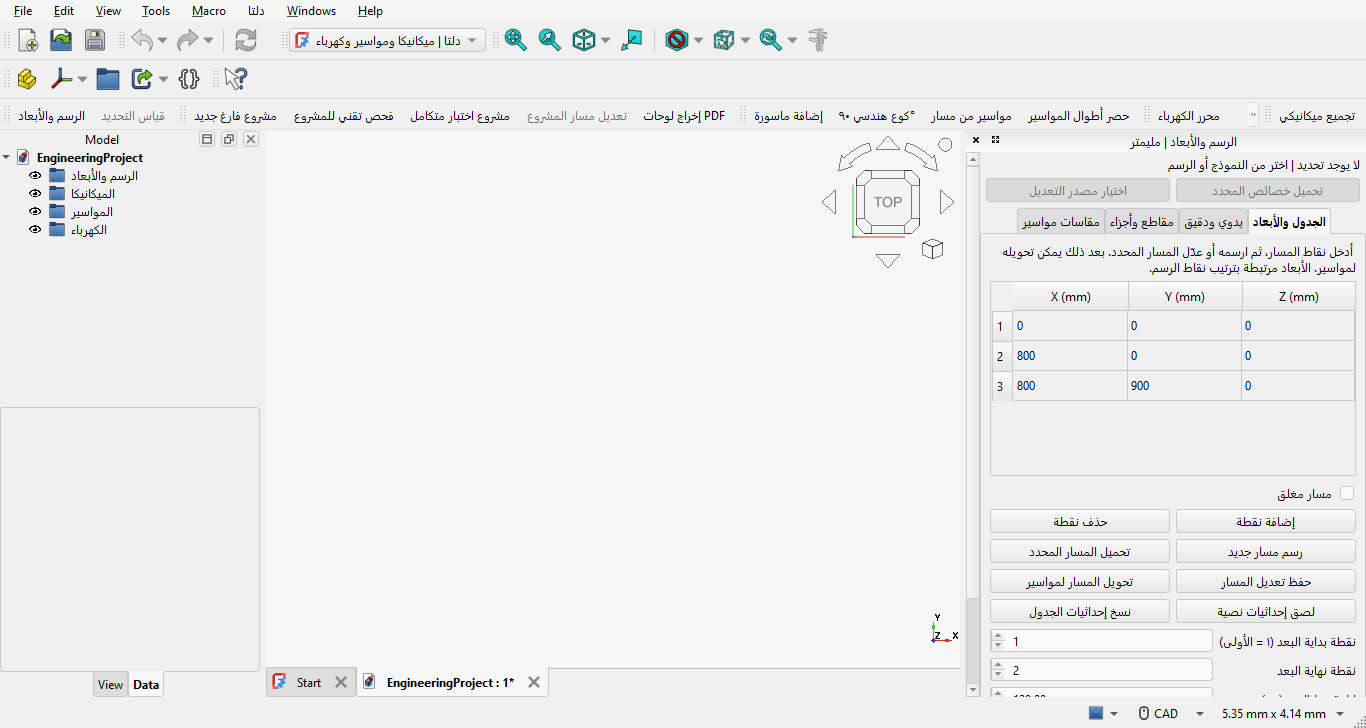 File Edit View Tools Macro دلتا Windows Help
دلتا | ميكانيكا ومواسير وكهرباء
الرسم والأبعاد قياس التحديد مشروع فارغ جديد مشروع اختبار متكامل فحص تقني للمشروع تعديل مسار المشروع إخراج لوحات PDF إضافة ماسورة كوع هندسي ٩٠° مواسير من مسار حصر أطوال المواسير محرر الكهرباء » تجميع ميكانيكي
Model
EngineeringProject
الرسم والأبعاد
الميكانيكا
المواسير
الكهرباء
View Data
TOP
Y
Z X
Start EngineeringProject : 1*
الرسم والأبعاد | مليمتر
لا يوجد تحديد | اختر من النموذج أو الرسم
تحميل خصائص المحدد اختيار مصدر التعديل
الجدول والأبعاد يدوي ودقيق مقاطع وأجزاء مقاسات مواسير
أدخل نقاط المسار، ثم ارسمه أو عدّل المسار المحدد. بعد ذلك يمكن تحويله
لمواسير. الأبعاد مرتبطة بترتيب نقاط الرسم.
X (mm) Y (mm) Z (mm)
1 0 0 0
2 800 0 0
3 800 900 0
مسار مغلق
إضافة نقطة حذف نقطة
رسم مسار جديد تحميل المسار المحدد
حفظ تعديل المسار تحويل المسار لمواسير
لصق إحداثيات نصية نسخ إحداثيات الجدول
نقطة بداية البعد (١ = الأولى) 1
نقطة نهاية البعد 2
CAD 5.35 mm x 4.14 mm